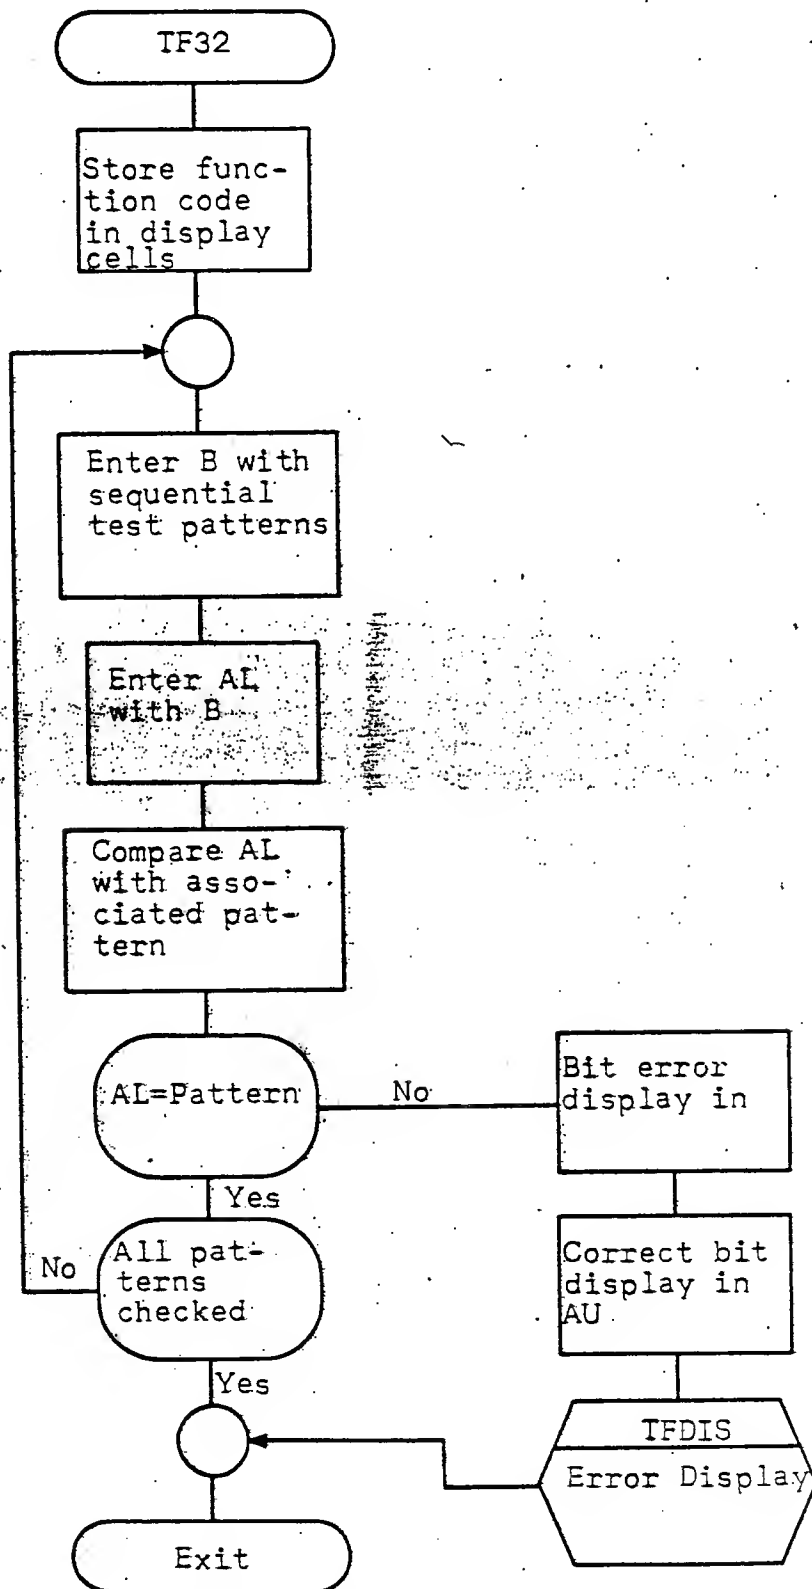 TF32
Store func-
tion code
in display
cells
Enter B with
sequential
test patterns
Enter AL
with B
Compare AL
with asso-
ciated pat-
tern
AL=Pattern
No
Bit error
display in
Yes
All pat-
terns
checked
No
Correct bit
display in
AU
Yes
TFDIS
Error Display
Exit